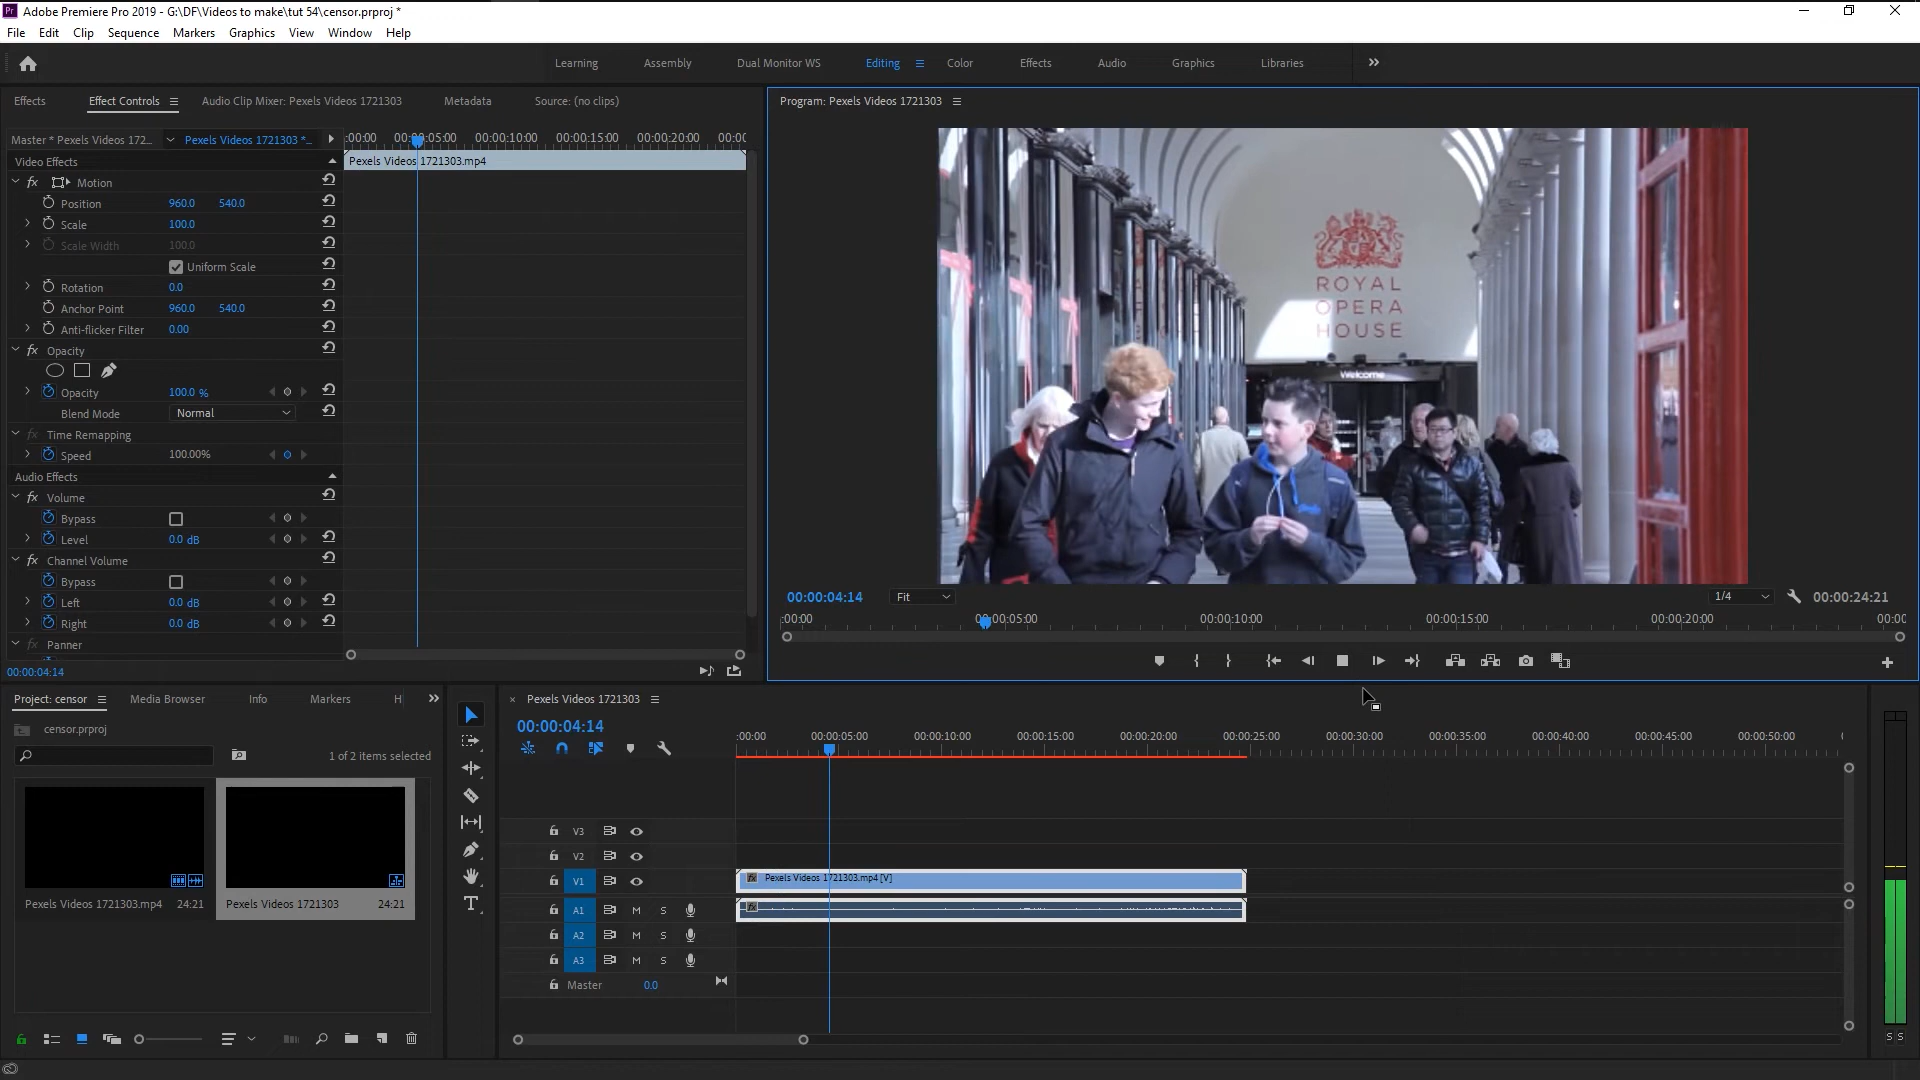 Adobe Premiere Pro 2019 - G:\DF\Videos to make\tut 54\censor.prproj *
File Edit Clip Sequence Markers Graphics View Window Help
Learning Assembly Dual Monitor WS Editing Color Effects Audio Graphics Libraries
Effects Effect Controls Audio Clip Mixer: Pexels Videos 1721303 Metadata Source: (no clips)
Master * Pexels Videos 172... Pexels Videos 1721303 *...
:00:00 00:00:05:00 00:00:10:00 00:00:15:00 00:00:20:00 00:00
Video Effects
Pexels Videos 1721303.mp4
fx Motion
Position 960.0 540.0
Scale 100.0
Scale Width 100.0
Uniform Scale
Rotation 0.0
Anchor Point 960.0 540.0
Anti-flicker Filter 0.00
fx Opacity
Opacity 100.0 %
Blend Mode Normal
fx Time Remapping
Speed 100.00%
Audio Effects
fx Volume
Bypass
Level 0.0 dB
fx Channel Volume
Bypass
Left 0.0 dB
Right 0.0 dB
fx Panner
00:00:04:14
Program: Pexels Videos 1721303
ROYAL
OPERA
HOUSE
Welcome
00:00:04:14 Fit 1/4 00:00:24:21
:00:00 00:00:05:00 00:00:10:00 00:00:15:00 00:00:20:00 00:00
Project: censor Media Browser Info Markers H
censor.prproj
1 of 2 items selected
Pexels Videos 1721303.mp4 24:21 Pexels Videos 1721303 24:21
Pexels Videos 1721303
00:00:04:14
:00:00 00:00:05:00 00:00:10:00 00:00:15:00 00:00:20:00 00:00:25:00 00:00:30:00 00:00:35:00 00:00:40:00 00:00:45:00 00:00:50:00
V3
V2
V1 fx Pexels Videos 1721303.mp4 [V]
A1 M S fx
A2 M S
A3 M S
Master 0.0
S S